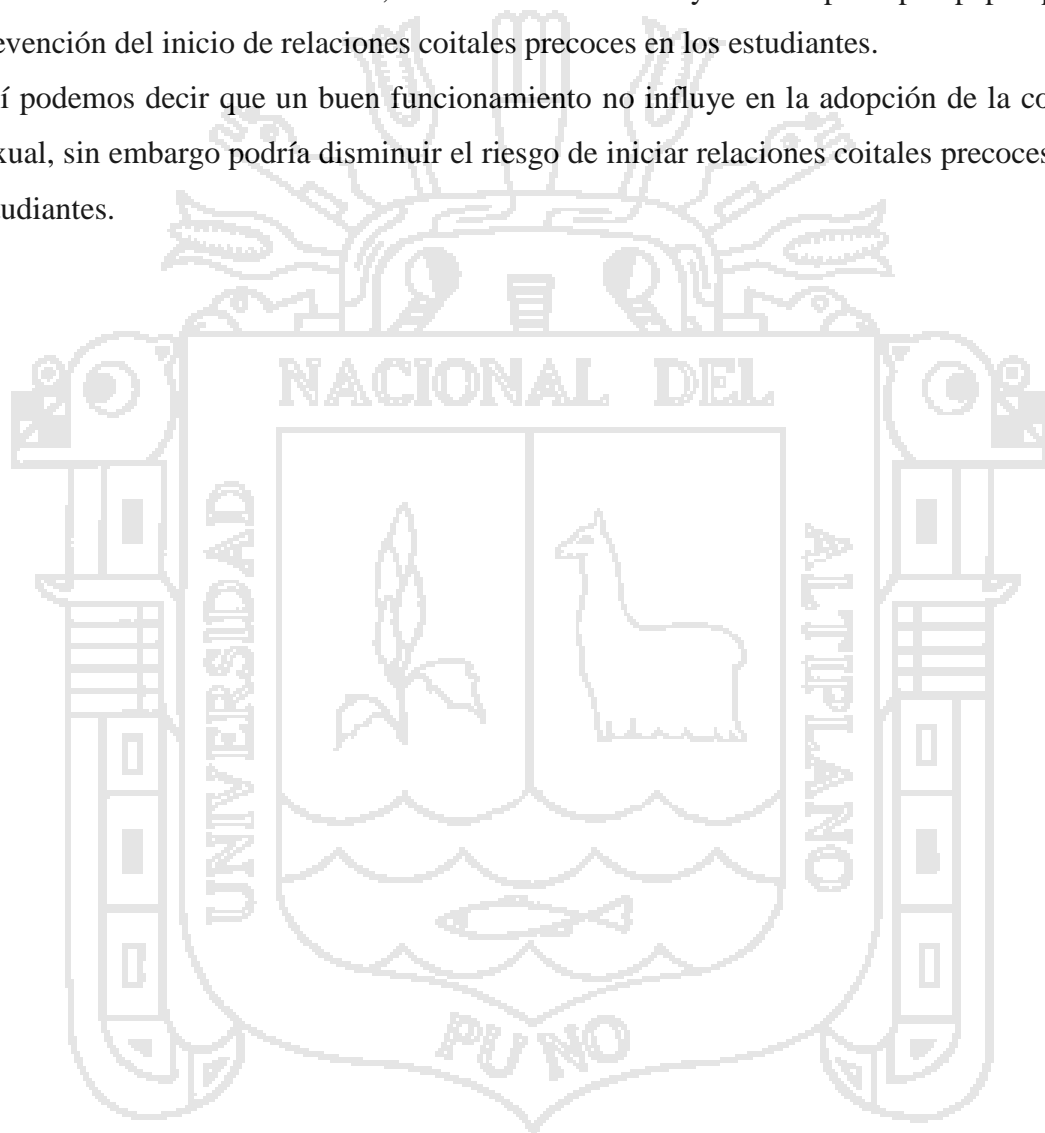 evención del inicio de relaciones coitales precoces en los estudiantes.
í podemos decir que un buen funcionamiento no influye en la adopción de la co
xual, sin embargo podría disminuir el riesgo de iniciar relaciones coitales precoces
tudiantes.
NACIONAL DEL
UNIVERSIDAD
ALTIPLANO
PUNO